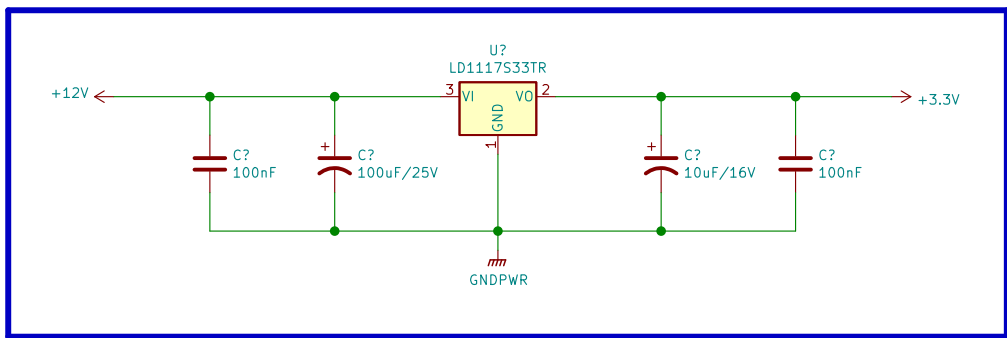 U?
LD1117S33TR
+12V
3
VI
VO
2
+3.3V
GND
1
+
+
C?
100nF
C?
100uF/25V
C?
10uF/16V
C?
100nF
GNDPWR